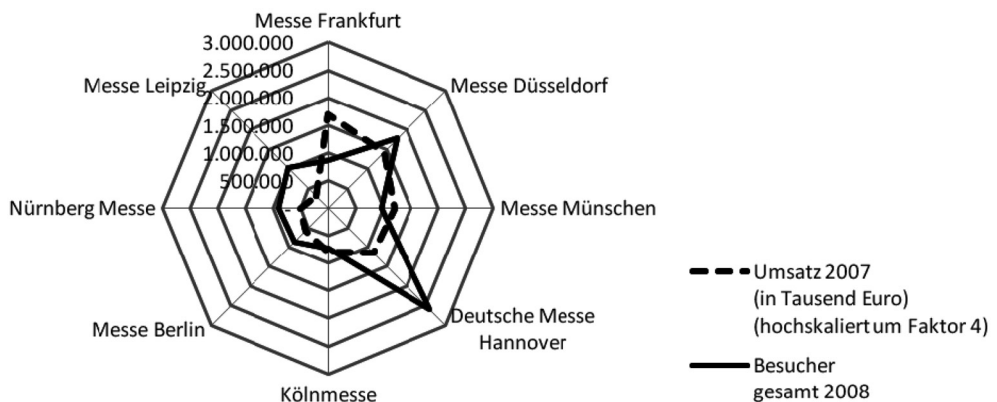 Messe Frankfurt
3.000.000
2.500.000
2.000.000
1.500.000
1.000.000
500.000
-
Messe Düsseldorf
Messe Münschen
Deutsche Messe
Hannover
Kölnmesse
Messe Berlin
Nürnberg Messe
Messe Leipzig
Umsatz 2007
(in Tausend Euro)
(hochskaliert um Faktor 4)
Besucher
gesamt 2008